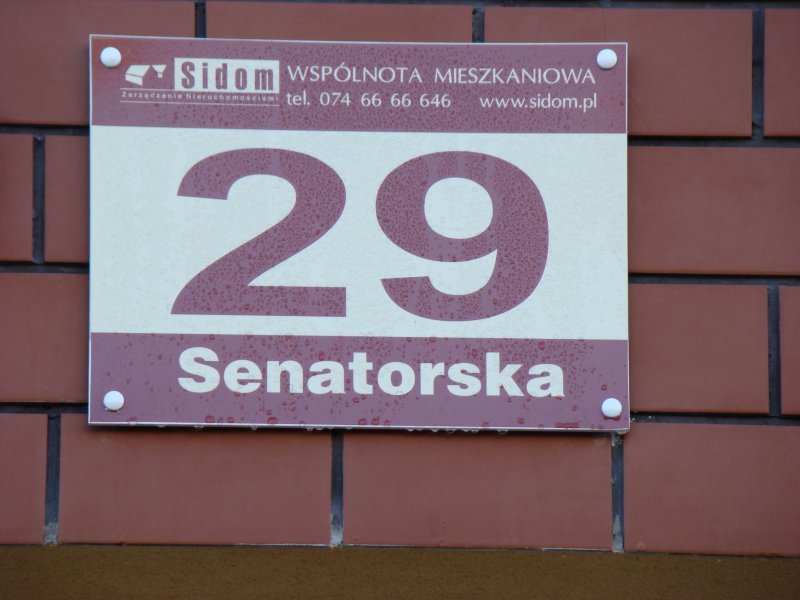 Sidom WSPÓLNOTA MIESZKANIOWA
Zarządzanie Nieruchomościami tel. 074 66 66 646 www.sidom.pl
29
Senatorska